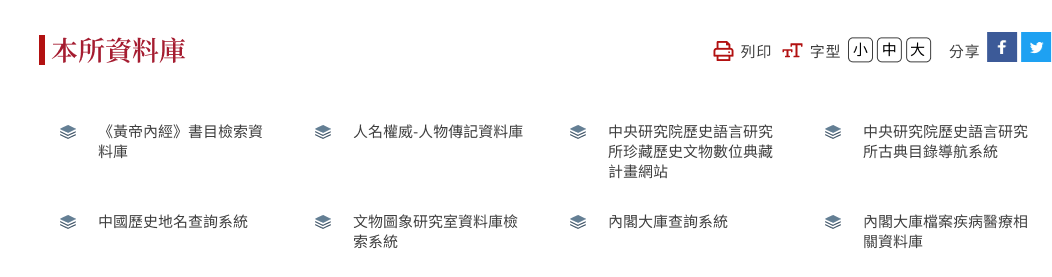 本所資料庫
列印 字型 小 中 大 分享
《黃帝內經》書目檢索資
料庫
人名權威-人物傳記資料庫
中央研究院歷史語言研究
所珍藏歷史文物數位典藏
計畫網站
中央研究院歷史語言研究
所古典目錄導航系統
中國歷史地名查詢系統
文物圖象研究室資料庫檢
索系統
內閣大庫查詢系統
內閣大庫檔案疾病醫療相
關資料庫